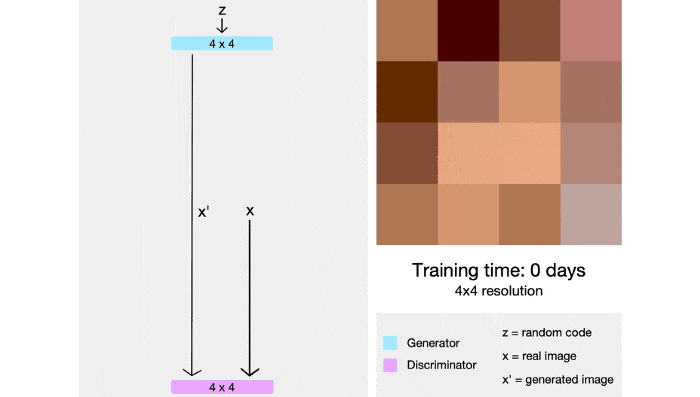 z
4 x 4
x'
x
4 x 4
Training time: 0 days
4x4 resolution
Generator
Discriminator
z = random code
x = real image
x' = generated image